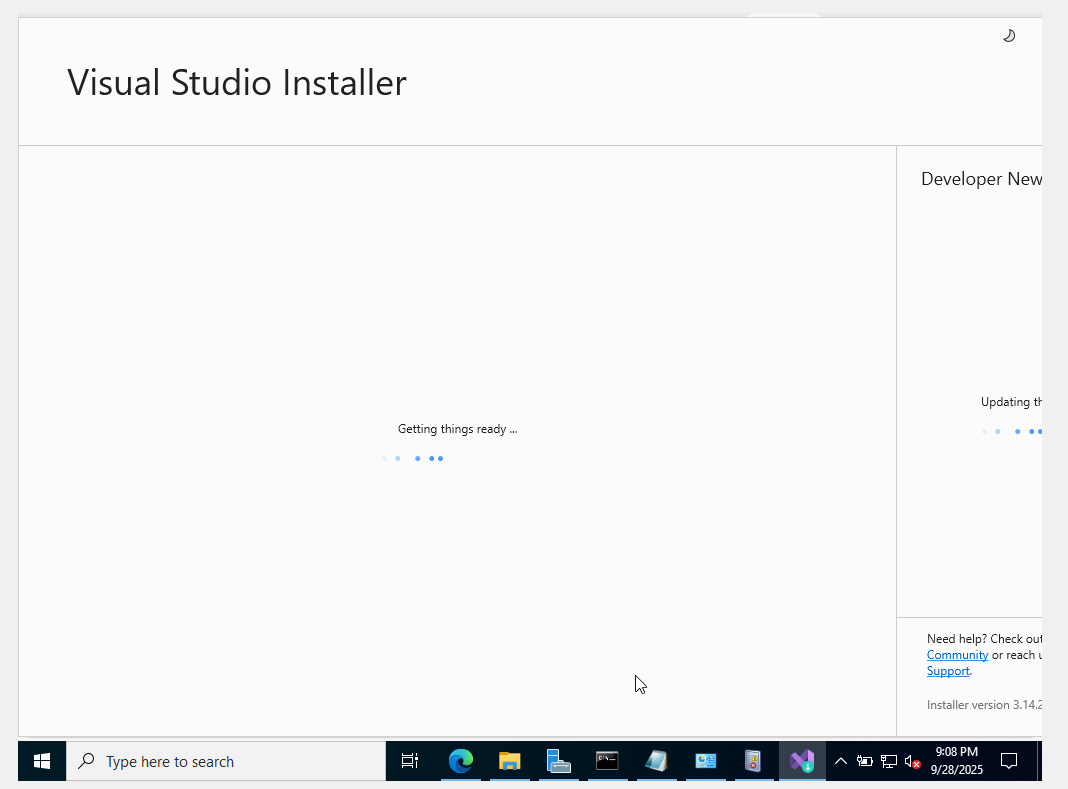 Visual Studio Installer
Developer New
Getting things ready ...
Updating th
Need help? Check out
Community or reach u
Support.
Installer version 3.14.2
Type here to search
9:08 PM
9/28/2025